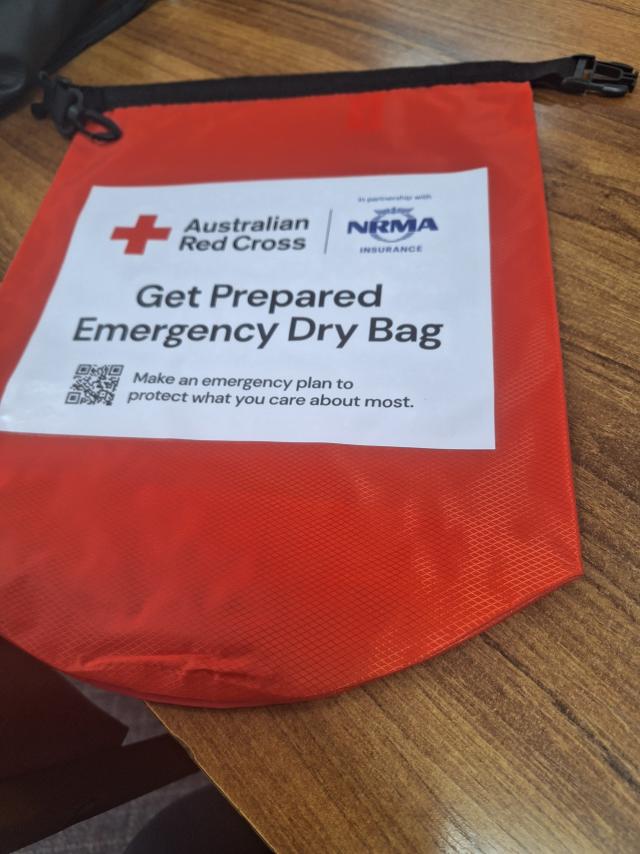 Australian
Red Cross
In partnership with
NRMA
INSURANCE
Get Prepared
Emergency Dry Bag
Make an emergency plan to
protect what you care about most.